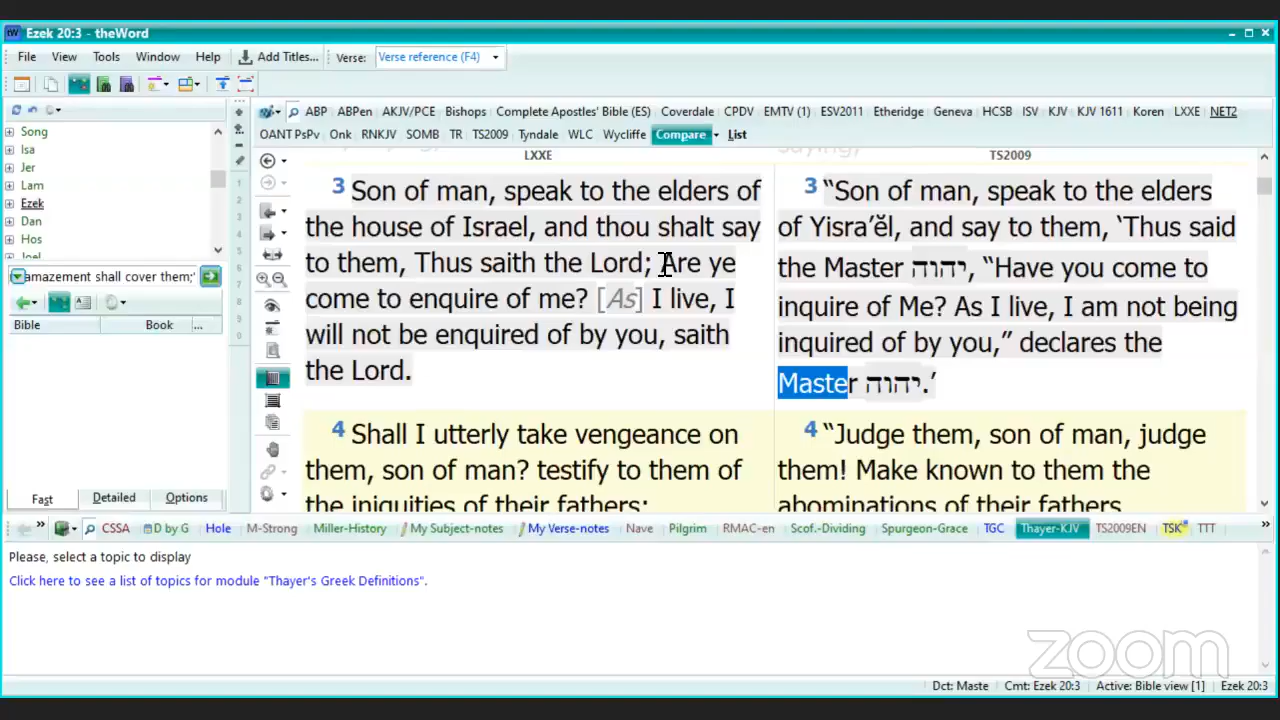 Ezek 20:3 - theWord
File View Tools Window Help Add Titles... Verse: Verse reference (F4)
ABP ABPen AKJV/PCE Bishops Complete Apostles' Bible (ES) Coverdale CPDV EMTV (1) ESV2011 Etheridge Geneva HCSB ISV KJV KJV 1611 Koren LXXE NET2
OANT PsPv Onk RNKJV SOMB TR TS2009 Tyndale WLC Wycliffe Compare List
Song
Isa
Jer
Lam
Ezek
Dan
Hos
Joel
amazement shall cover them;'
Bible Book ...
Fast Detailed Options
LXXE
3 Son of man, speak to the elders of
the house of Israel, and thou shalt say
to them, Thus saith the Lord; Are ye
come to enquire of me? [As] I live, I
will not be enquired of by you, saith
the Lord.
4 Shall I utterly take vengeance on
them, son of man? testify to them of
the iniquities of their fathers:
saying,
TS2009
3 “Son of man, speak to the elders
of Yisra’ĕl, and say to them, ‘Thus said
the Master יהוה, “Have you come to
inquire of Me? As I live, I am not being
inquired of by you,” declares the
Master יהוה.’
4 “Judge them, son of man, judge
them! Make known to them the
abominations of their fathers
CSSA D by G Hole M-Strong Miller-History My Subject-notes My Verse-notes Nave Pilgrim RMAC-en Scof.-Dividing Spurgeon-Grace TGC Thayer-KJV TS2009EN TSK TTT
Please, select a topic to display
Click here to see a list of topics for module "Thayer's Greek Definitions".
zoom
Dct: Maste Cmt: Ezek 20:3 Active: Bible view [1] Ezek 20:3